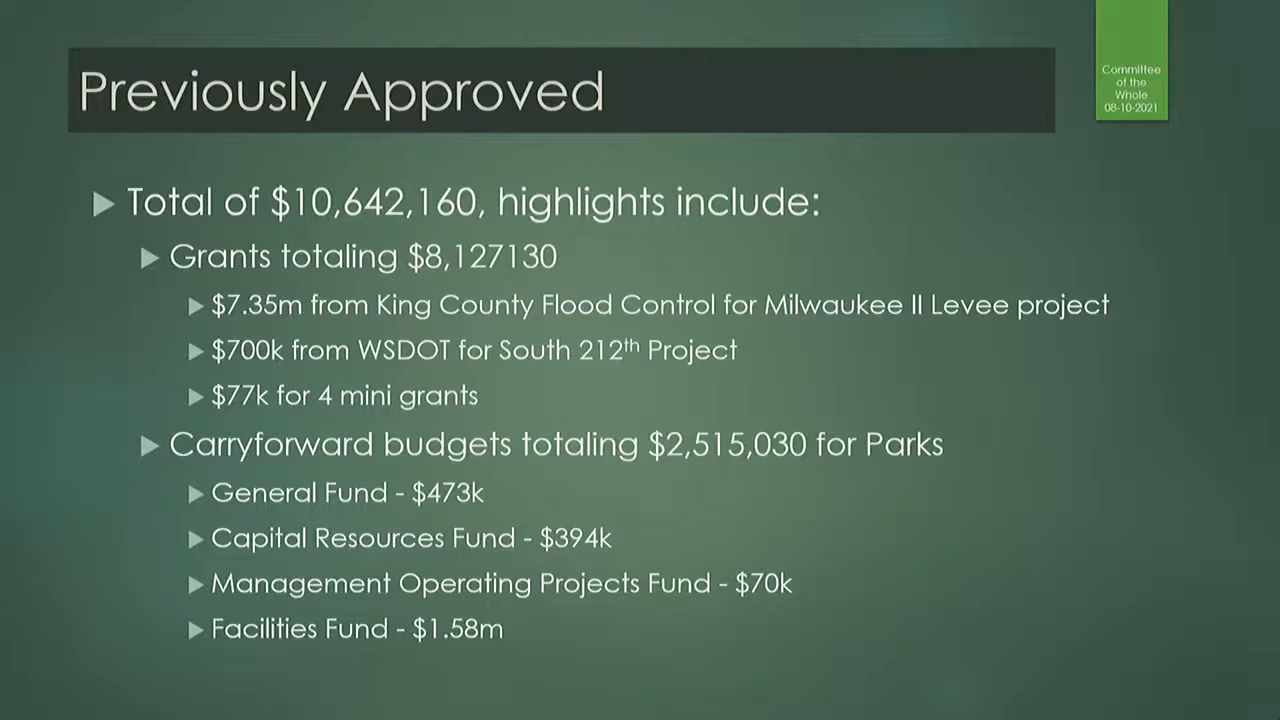 Previously Approved
Committee
of the
Whole
08-10-2021
Total of $10,642,160, highlights include:
Grants totaling $8,127130
$7.35m from King County Flood Control for Milwaukee II Levee project
$700k from WSDOT for South 212th Project
$77k for 4 mini grants
Carryforward budgets totaling $2,515,030 for Parks
General Fund - $473k
Capital Resources Fund - $394k
Management Operating Projects Fund - $70k
Facilities Fund - $1.58m